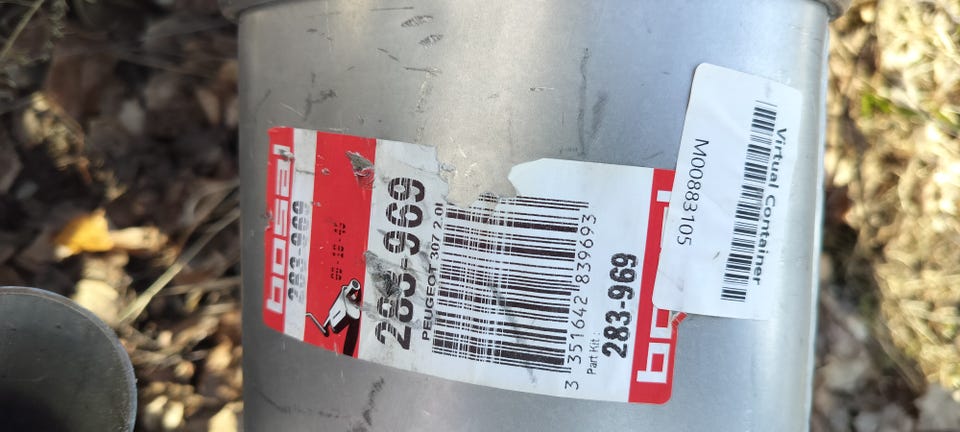 bosal
283-969
283-969
PEUGEOT 307 2.0I
3 351642 839693
Part Kit:
283-969
Virtual Container
M00883105